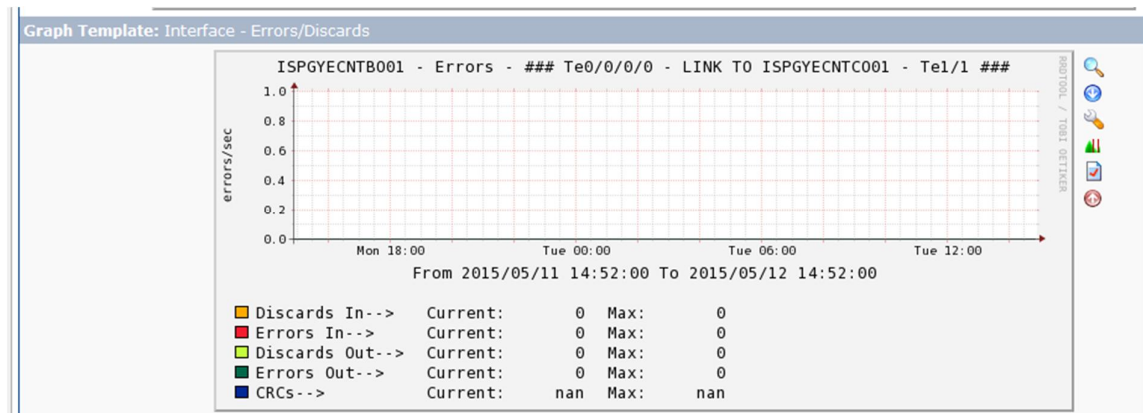 Graph Template: Interface - Errors/Discards
ISPGYECNTBO01 - Errors - ### Te0/0/0/0 - LINK TO ISPGYECNTCO01 - Te1/1 ###
RRDTOOL / TOBI OETIKER
errors/sec
1.0
0.8
0.6
0.4
0.2
0.0
Mon 18:00 Tue 00:00 Tue 06:00 Tue 12:00
From 2015/05/11 14:52:00 To 2015/05/12 14:52:00
Discards In--> Current: 0 Max: 0
Errors In--> Current: 0 Max: 0
Discards Out--> Current: 0 Max: 0
Errors Out--> Current: 0 Max: 0
CRCs--> Current: nan Max: nan